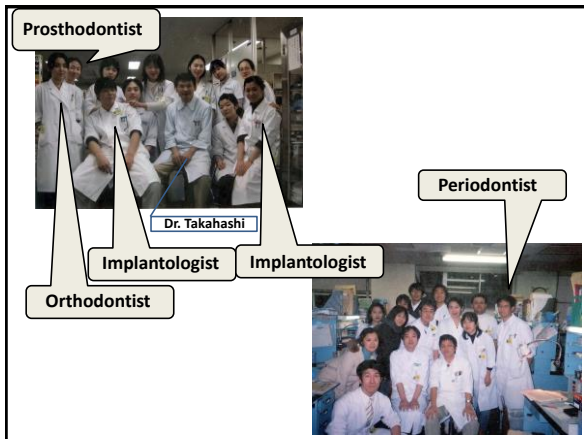 Prosthodontist
Periodontist
Dr. Takahashi
Implantologist
Implantologist
Orthodontist